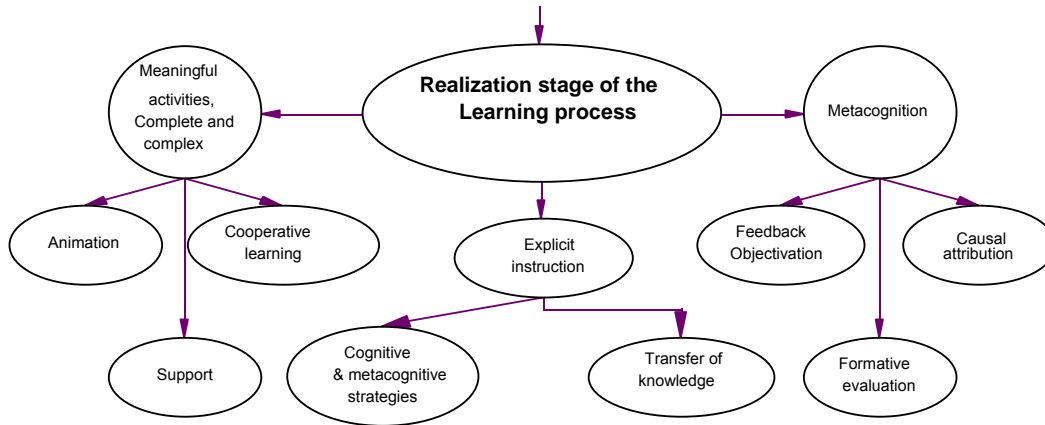 Realization stage of the
Learning process
Meaningful
activities,
Complete and
complex
Metacognition
Animation
Cooperative
learning
Explicit
instruction
Feedback
Objectivation
Causal
attribution
Support
Cognitive
& metacognitive
strategies
Transfer of
knowledge
Formative
evaluation